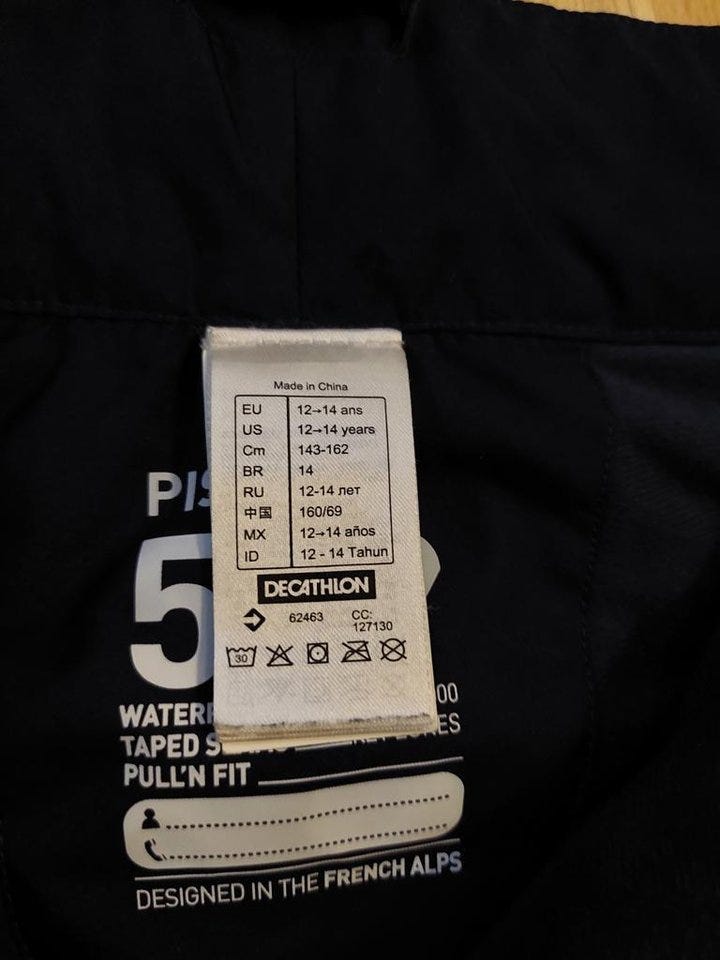 Made in China
EU 12→14 ans
US 12→14 years
Cm 143-162
BR 14
RU 12-14 лет
中国 160/69
MX 12→14 años
ID 12 - 14 Tahun
DECATHLON
62463 CC:
127130
30
TAPED
PULL'N FIT
DESIGNED IN THE FRENCH ALPS